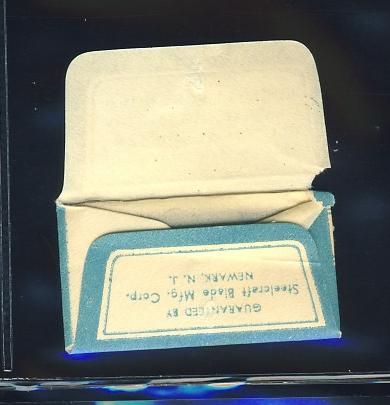 GUARANTEED BY
Steelcraft Blade Mfg. Corp.
NEWARK, N. J.